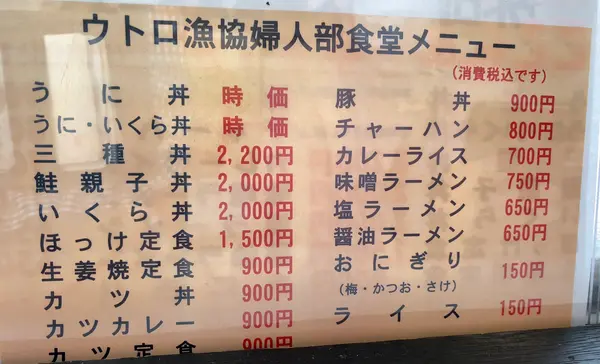 ウトロ漁協婦人部食堂メニュー
(消費税込です)
うに丼 時価
うに・いくら丼 時価
三種丼 2,200円
鮭親子丼 2,000円
いくら丼 2,000円
ほっけ定食 1,500円
生姜焼定食 900円
カツ丼 900円
カツカレー 900円
カツ定食 900円
豚丼 900円
チャーハン 800円
カレーライス 700円
味噌ラーメン 750円
塩ラーメン 650円
醤油ラーメン 650円
おにぎり 150円
(梅・かつお・さけ)
ライス 150円